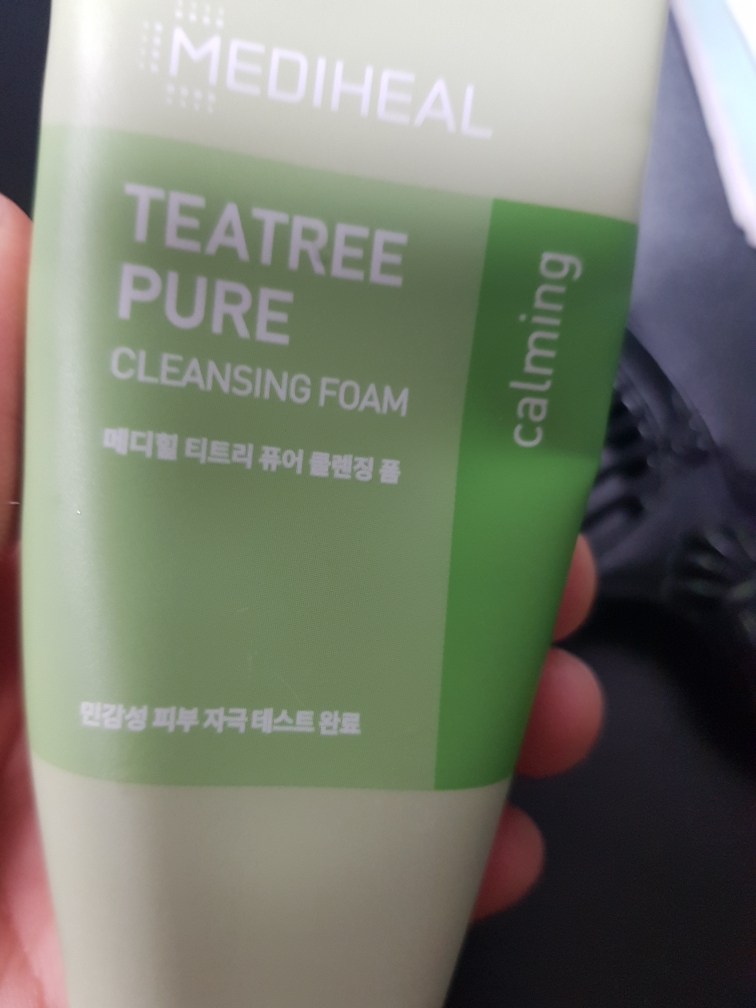 MEDIHEAL
TEATREE
PURE
CLEANSING FOAM
메디힐 티트리 퓨어 클렌징 폼
calming
민감성 피부 자극 테스트 완료